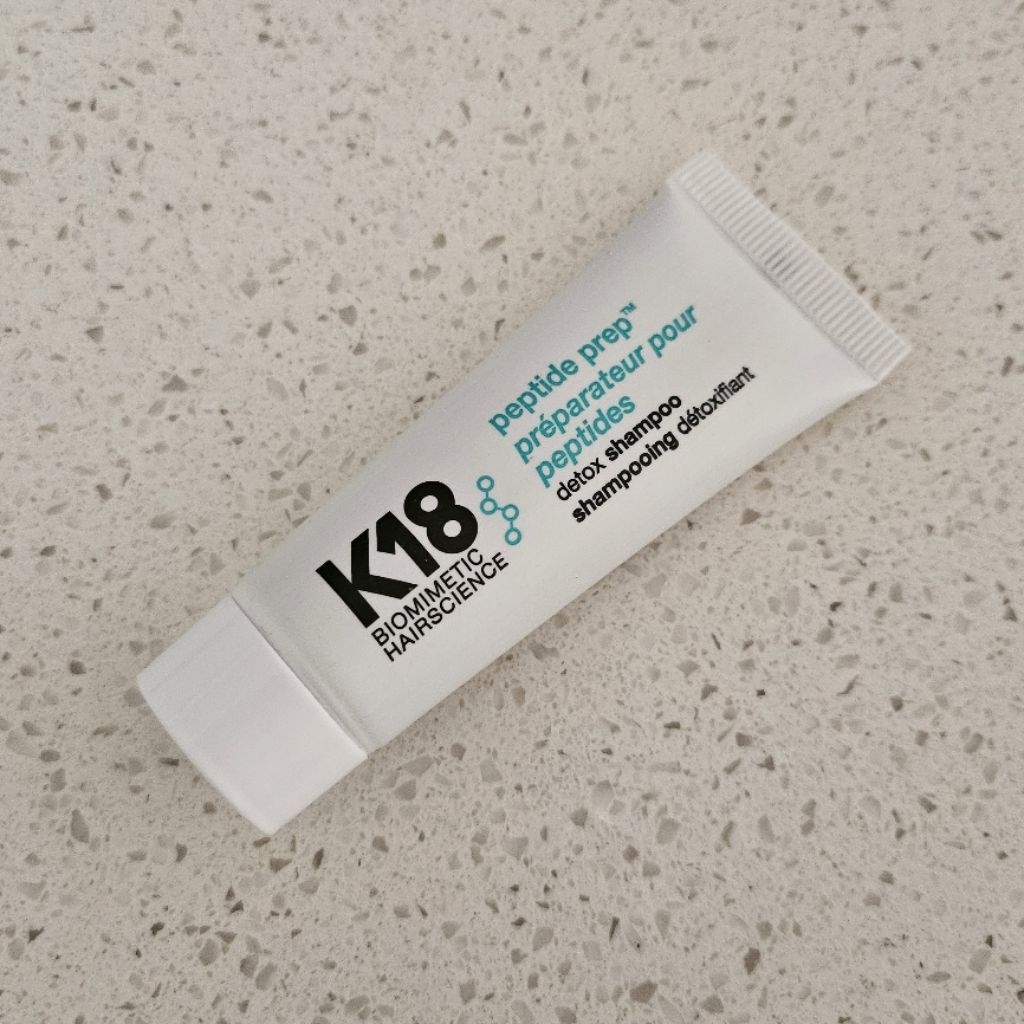 peptide prep™
préparateur pour
peptides
detox shampoo
shampooing détoxifiant
K18
BIOMIMETIC
HAIRSCIENCE